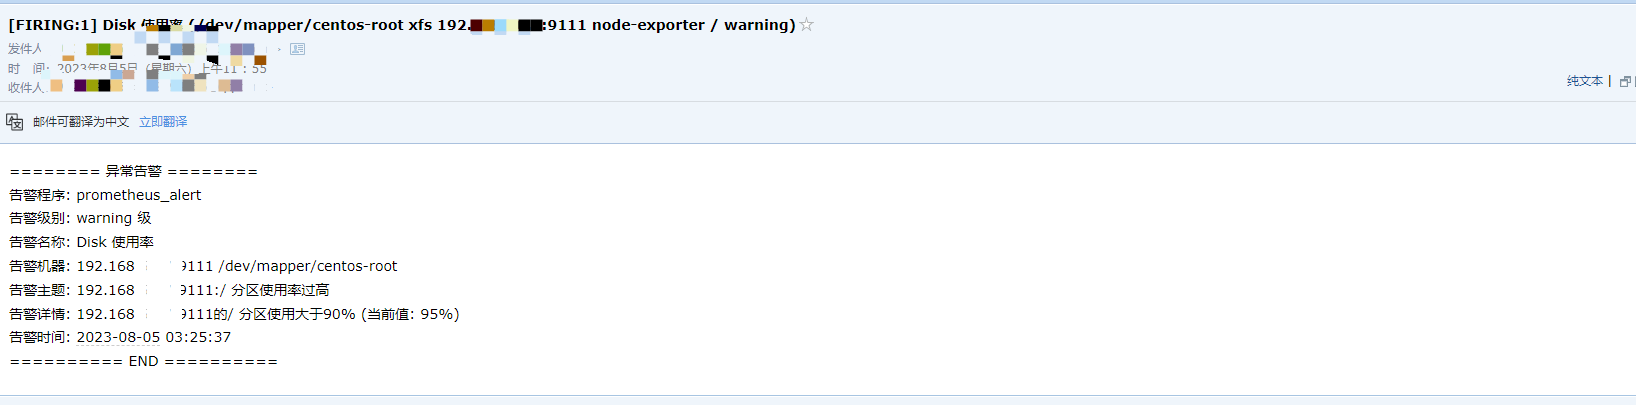 [FIRING:1] Disk 使用率 (/dev/mapper/centos-root xfs 192. :9111 node-exporter / warning) ☆
发件人
时 间: 2023年8月5日 (星期六) 上午11:55
收件人
纯文本 |
邮件可翻译为中文 立即翻译
======== 异常告警 ========
告警程序: prometheus_alert
告警级别: warning 级
告警名称: Disk 使用率
告警机器: 192.168 9111 /dev/mapper/centos-root
告警主题: 192.168 9111:/ 分区使用率过高
告警详情: 192.168 9111的/ 分区使用大于90% (当前值: 95%)
告警时间: 2023-08-05 03:25:37
========== END ==========